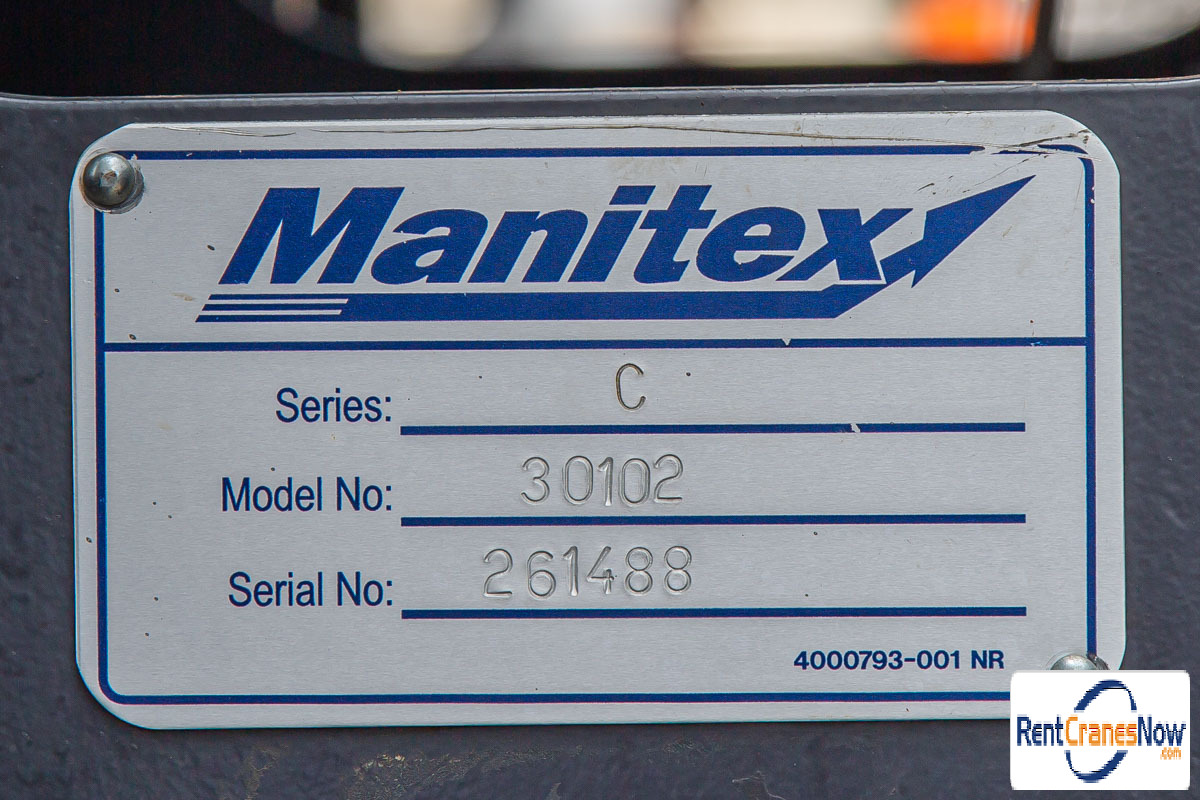 Manitex
Series: C
Model No: 30102
Serial No: 261488
4000793-001 NR
RentCranesNow
.com